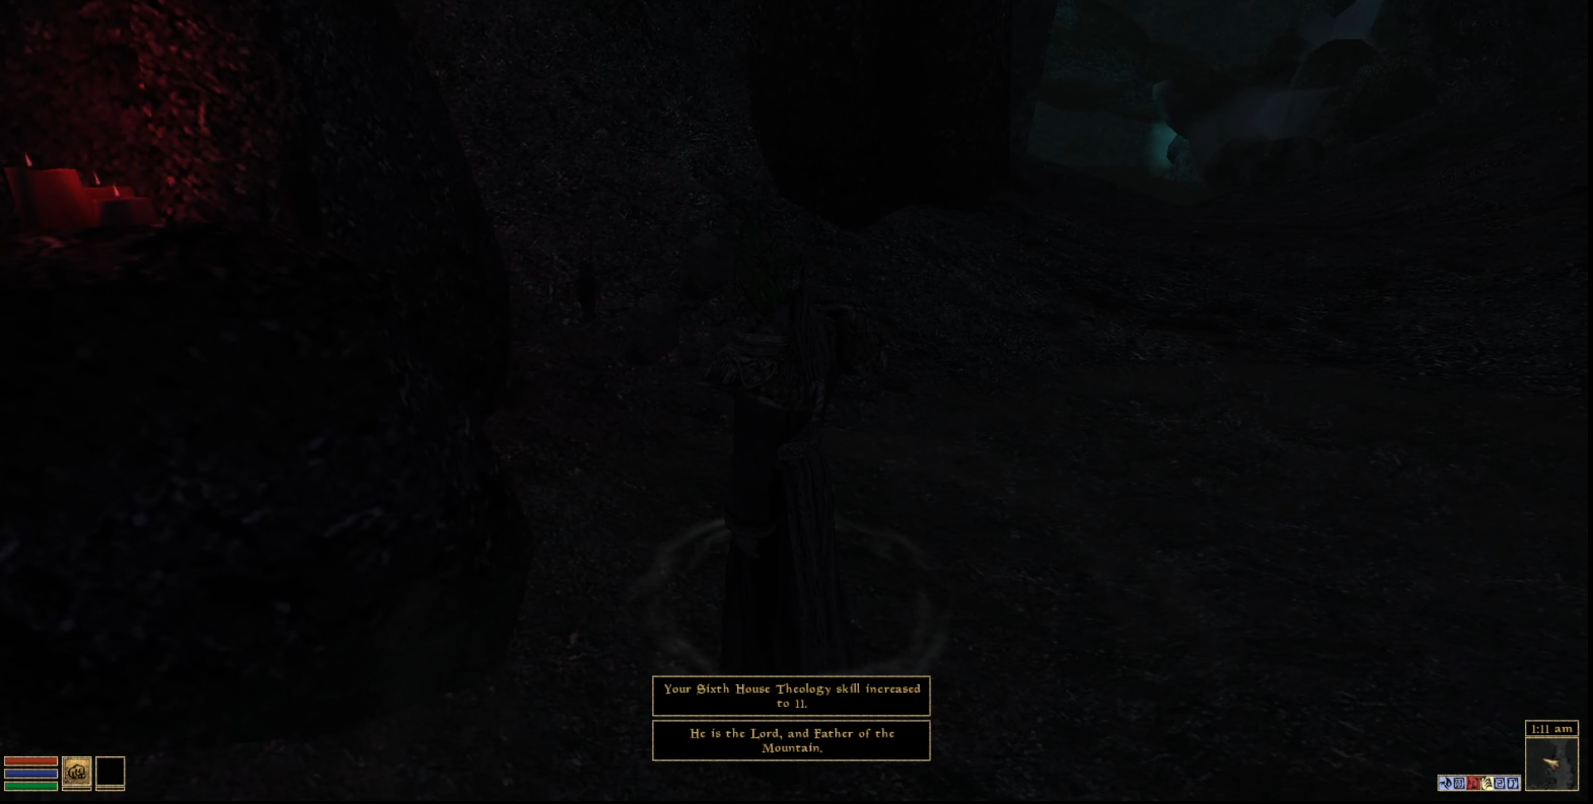 Your Sixth House Theology skill increased
to 11.
He is the Lord, and Father of the
Mountain.
1:11 am